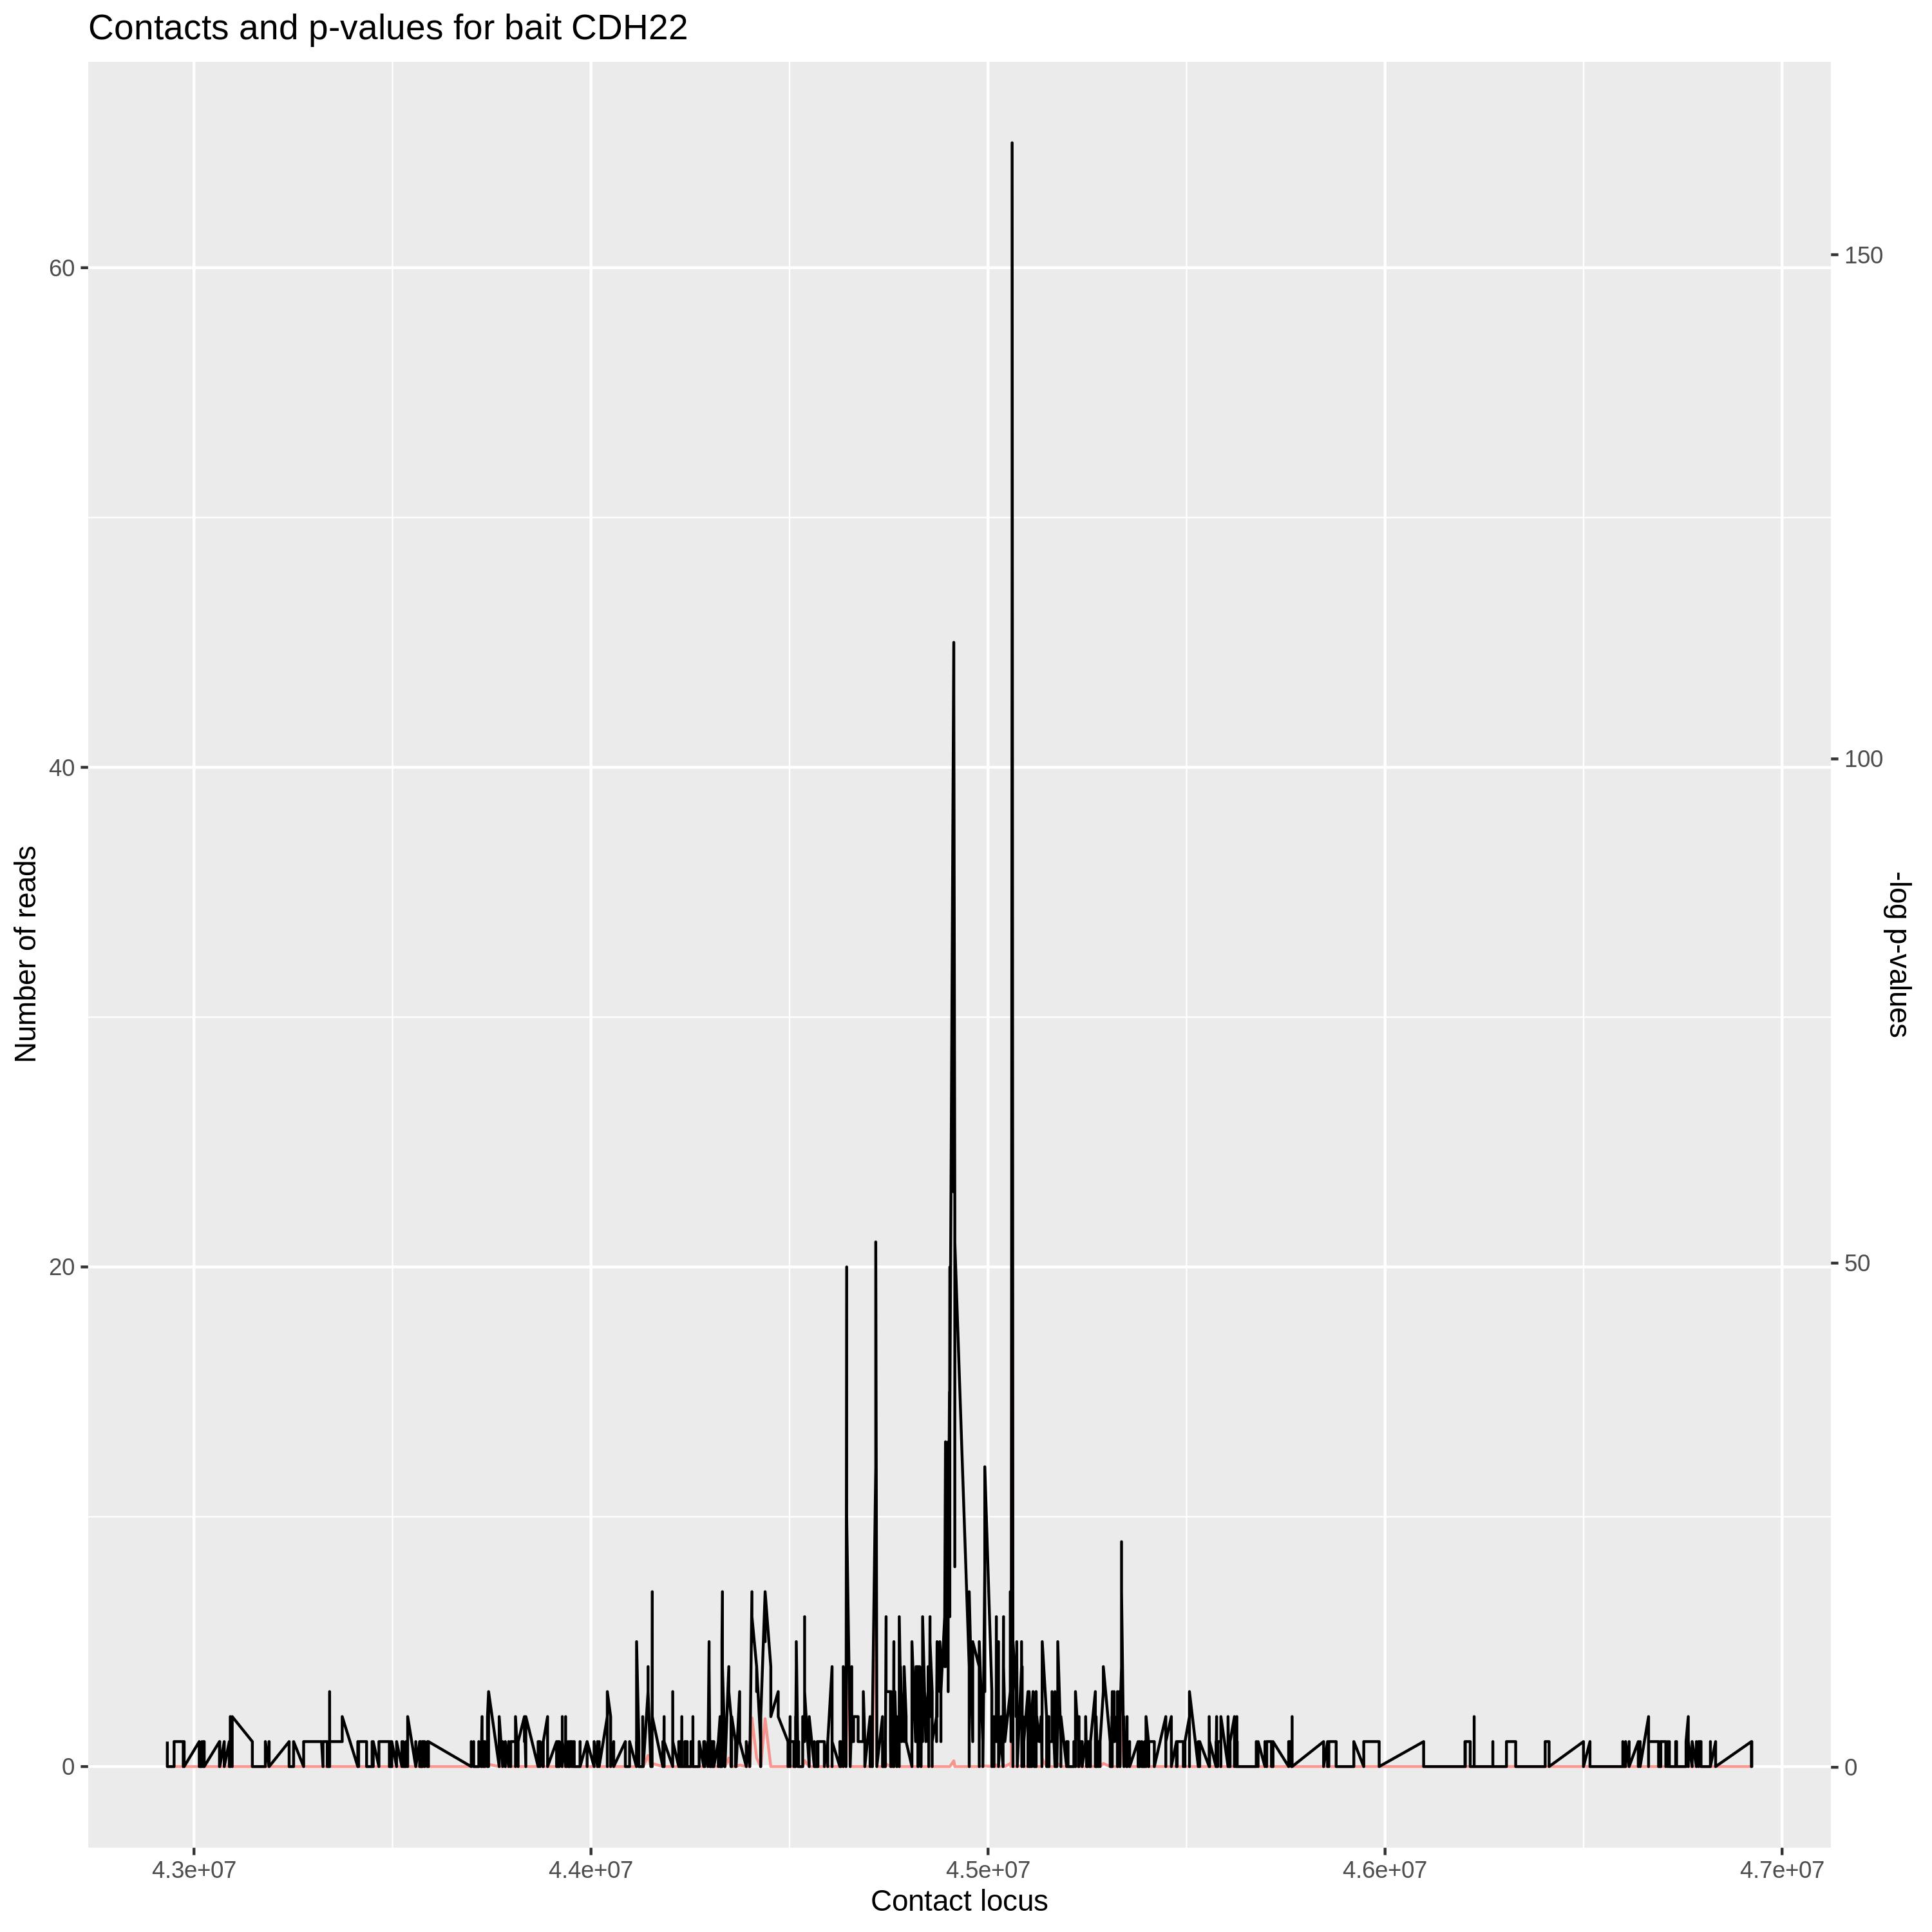 Contacts and p-values for bait CDH22
60
40
20
0
150
100
50
0
Number of reads
-log p-values
4.3e+07
4.4e+07
4.5e+07
4.6e+07
4.7e+07
Contact locus